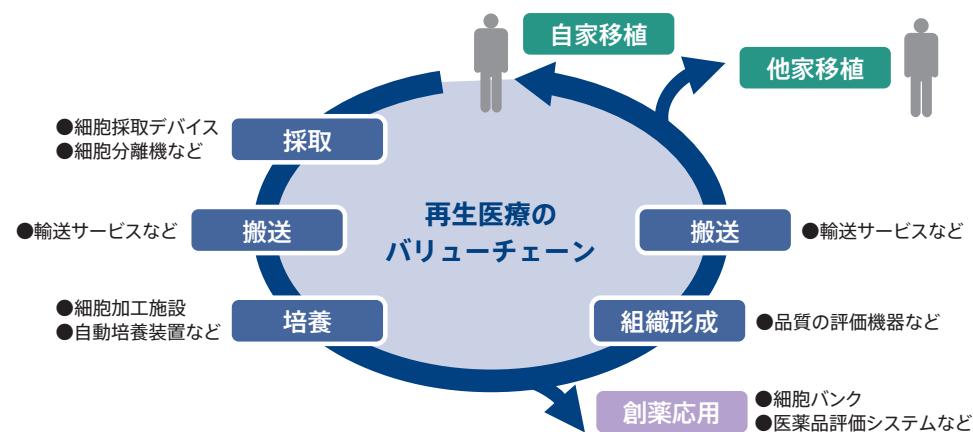 自家移植
他家移植
●細胞採取デバイス
●細胞分離機など
採取
再生医療の
バリューチェーン
●輸送サービスなど
搬送
搬送
●輸送サービスなど
●細胞加工施設
●自動培養装置など
培養
組織形成
●品質の評価機器など
創薬応用
●細胞バンク
●医薬品評価システムなど